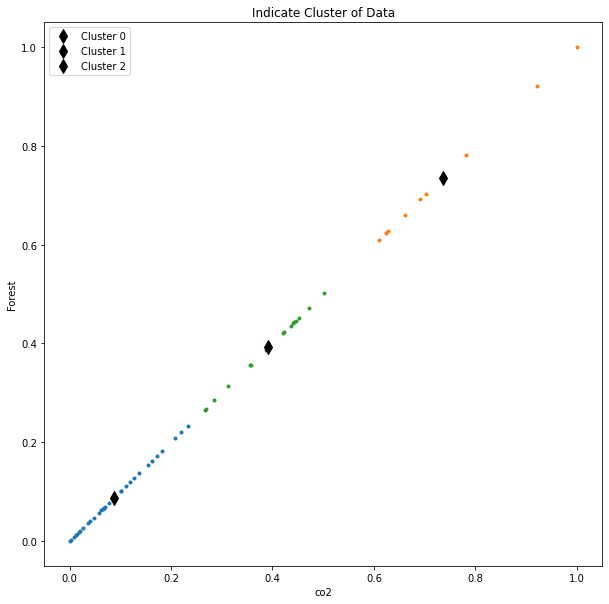 Indicate Cluster of Data
Cluster 0
Cluster 1
Cluster 2
1.0
0.8
0.6
0.4
0.2
0.0
Forest
0.0 0.2 0.4 0.6 0.8 1.0
co2